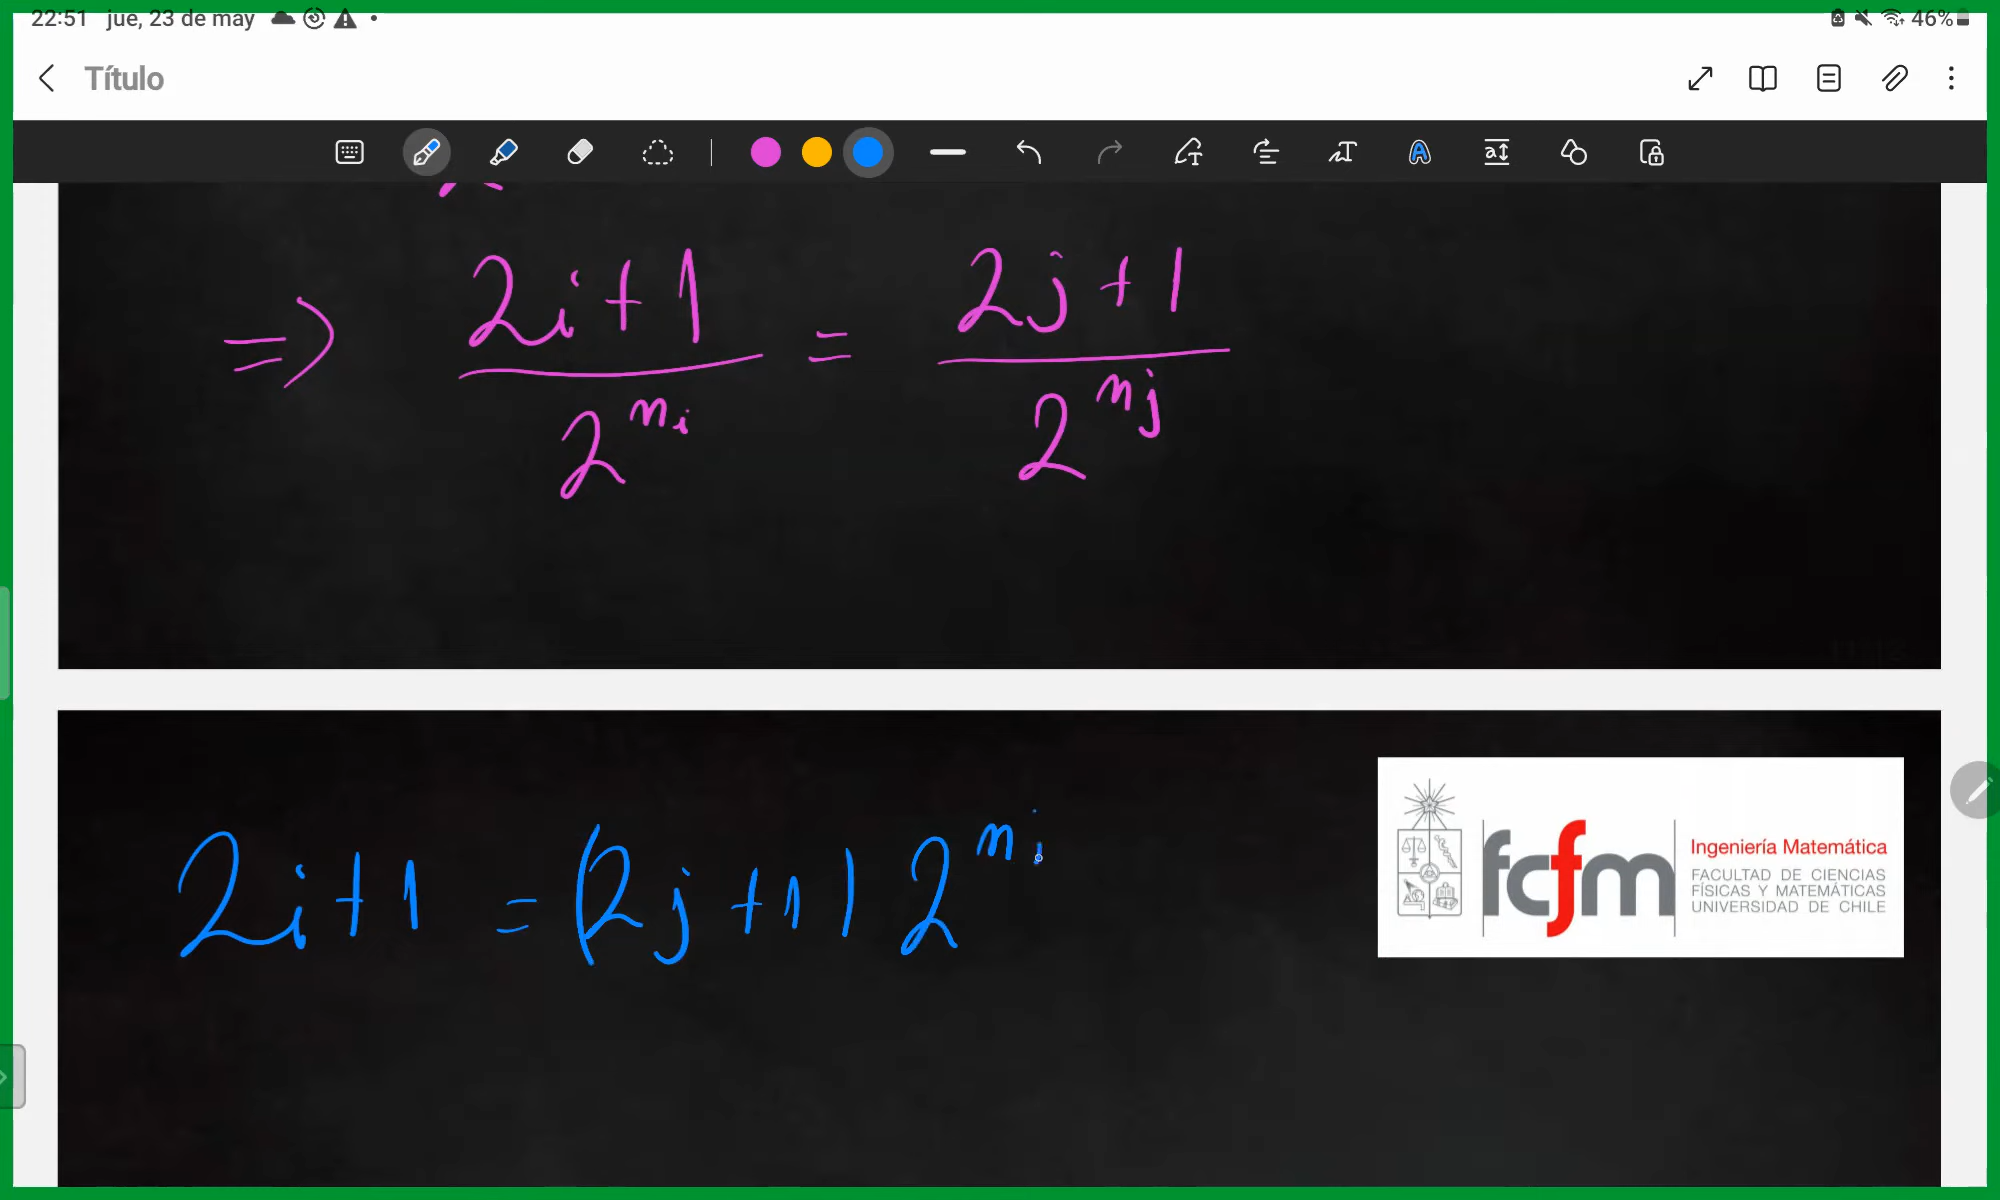 22:51 jue, 23 de may
46%
Título
=> (2i+1)/2^{n_i} = (2j+1)/2^{n_j}
2i+1 = (2j+1) 2^{n_i}
fcfm
Ingeniería Matemática
FACULTAD DE CIENCIAS
FÍSICAS Y MATEMÁTICAS
UNIVERSIDAD DE CHILE